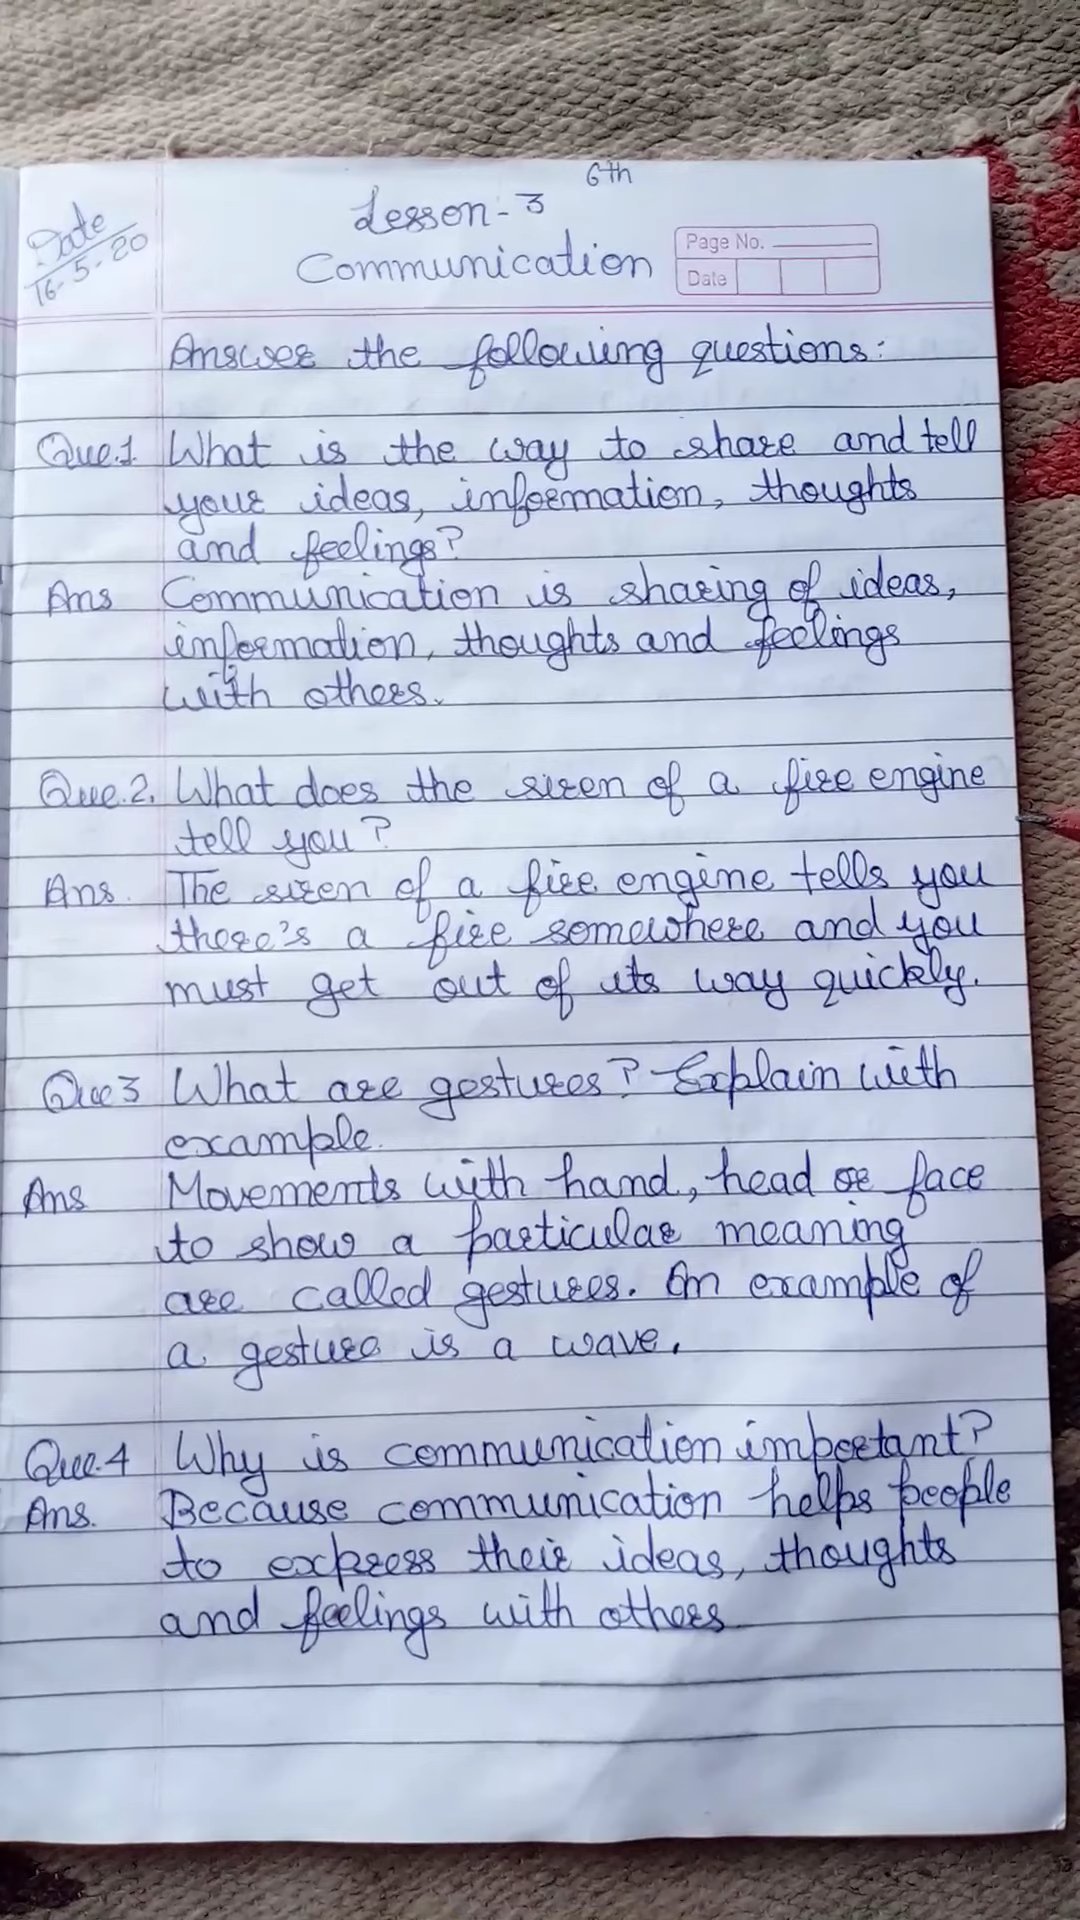 6th
Date
16-5-20
Lesson-3
Communication
Page No.
Date
Answer the following questions:
Que.1 What is the way to share and tell
your ideas, information, thoughts
and feelings?
Ans Communication is sharing of ideas,
information, thoughts and feelings
with others.
Que.2. What does the siren of a fire engine
tell you?
Ans. The siren of a fire engine tells you
there's a fire somewhere and you
must get out of its way quickly.
Que3 What are gestures? Explain with
example.
Ans Movements with hand, head or face
to show a particular meaning
are called gestures. An example of
a gesture is a wave.
Que.4 Why is communication important?
Ans. Because communication helps people
to express their ideas, thoughts
and feelings with others